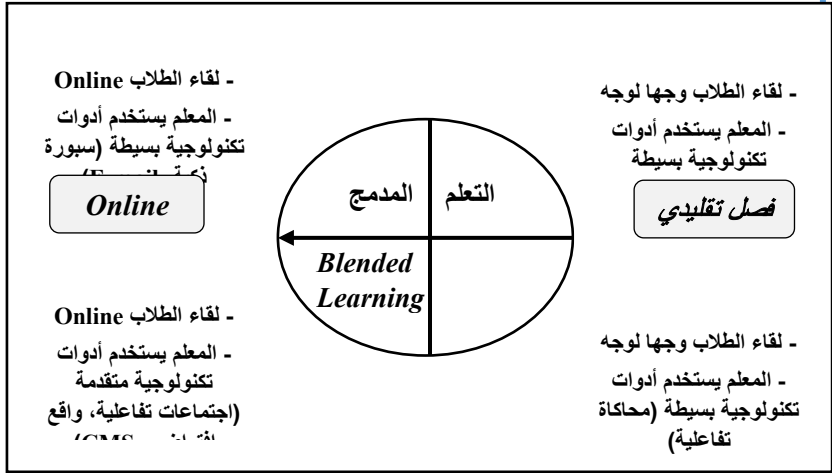 - لقاء الطلاب وجها لوجه
- المعلم يستخدم أدوات
تكنولوجية بسيطة
فصل تقليدي
- لقاء الطلاب وجها لوجه
- المعلم يستخدم أدوات
تكنولوجية بسيطة (محاكاة
تفاعلية)
التعلم المدمج
Blended
Learning
- لقاء الطلاب Online
- المعلم يستخدم أدوات
تكنولوجية بسيطة (سبورة
Online
- لقاء الطلاب Online
- المعلم يستخدم أدوات
تكنولوجية متقدمة
(اجتماعات تفاعلية، واقع